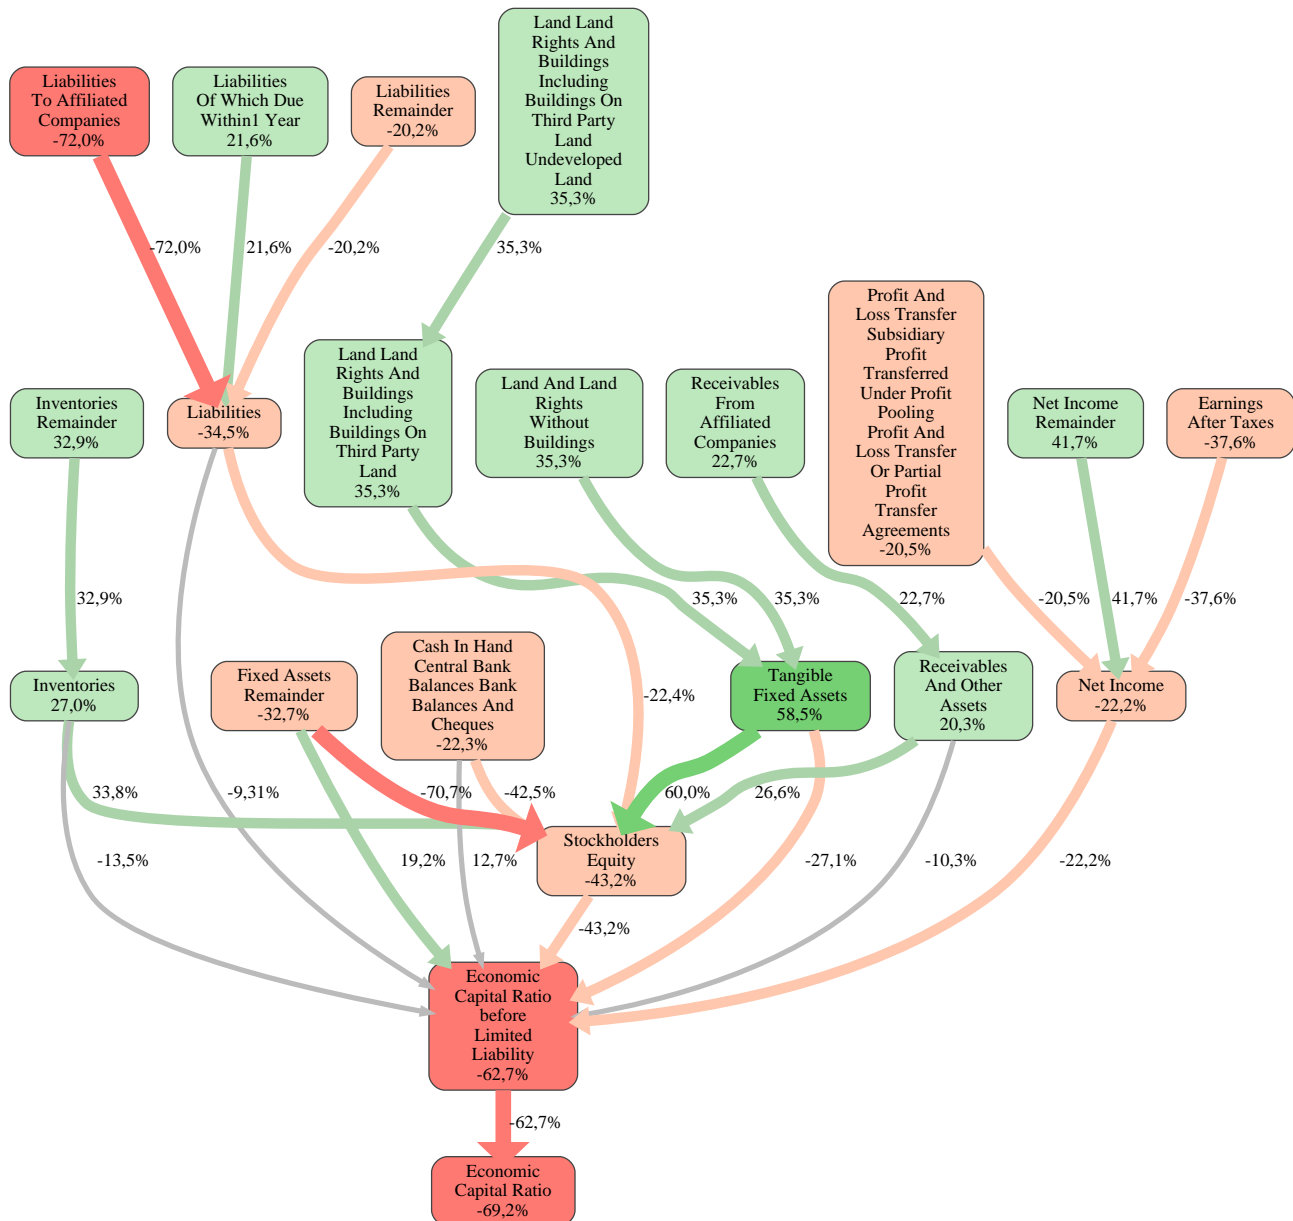 Liabilities
To Affiliated
Companies
-72,0%
Liabilities
Of Which Due
Within1 Year
21,6%
Liabilities
Remainder
-20,2%
Land Land
Rights And
Buildings
Including
Buildings On
Third Party
Land
Undeveloped
Land
35,3%
-72,0%
21,6%
-20,2%
35,3%
Inventories
Remainder
32,9%
Liabilities
-34,5%
Land Land
Rights And
Buildings
Including
Buildings On
Third Party
Land
35,3%
Land And Land
Rights
Without
Buildings
35,3%
Receivables
From
Affiliated
Companies
22,7%
Profit And
Loss Transfer
Subsidiary
Profit
Transferred
Under Profit
Pooling
Profit And
Loss Transfer
Or Partial
Profit
Transfer
Agreements
-20,5%
Net Income
Remainder
41,7%
Earnings
After Taxes
-37,6%
32,9%
35,3%
35,3%
22,7%
-20,5%
41,7%
-37,6%
Inventories
27,0%
Fixed Assets
Remainder
-32,7%
Cash In Hand
Central Bank
Balances Bank
Balances And
Cheques
-22,3%
-22,4%
Tangible
Fixed Assets
58,5%
Receivables
And Other
Assets
20,3%
Net Income
-22,2%
33,8%
-9,31%
-70,7%
-42,5%
60,0%
26,6%
-13,5%
19,2%
12,7%
Stockholders
Equity
-43,2%
-27,1%
-10,3%
-22,2%
-43,2%
Economic
Capital Ratio
before
Limited
Liability
-62,7%
-62,7%
Economic
Capital Ratio
-69,2%